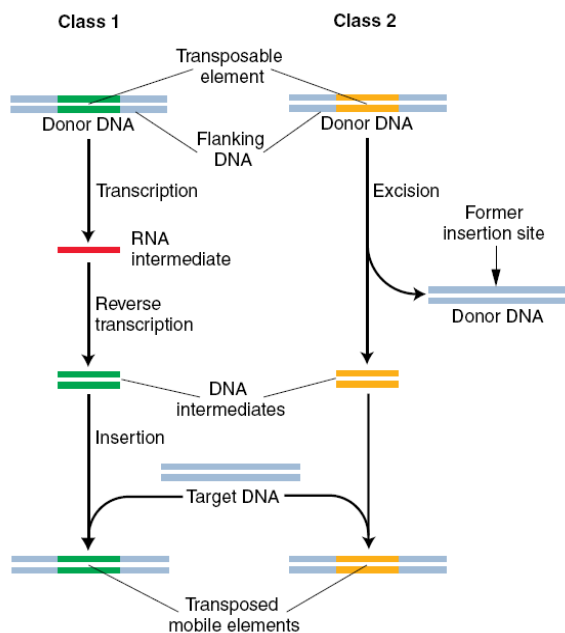 Class 1
Class 2
Transposable
element
Donor DNA
Donor DNA
Flanking
DNA
Transcription
Excision
Former
insertion site
RNA
intermediate
Donor DNA
Reverse
transcription
DNA
intermediates
Insertion
Target DNA
Transposed
mobile elements